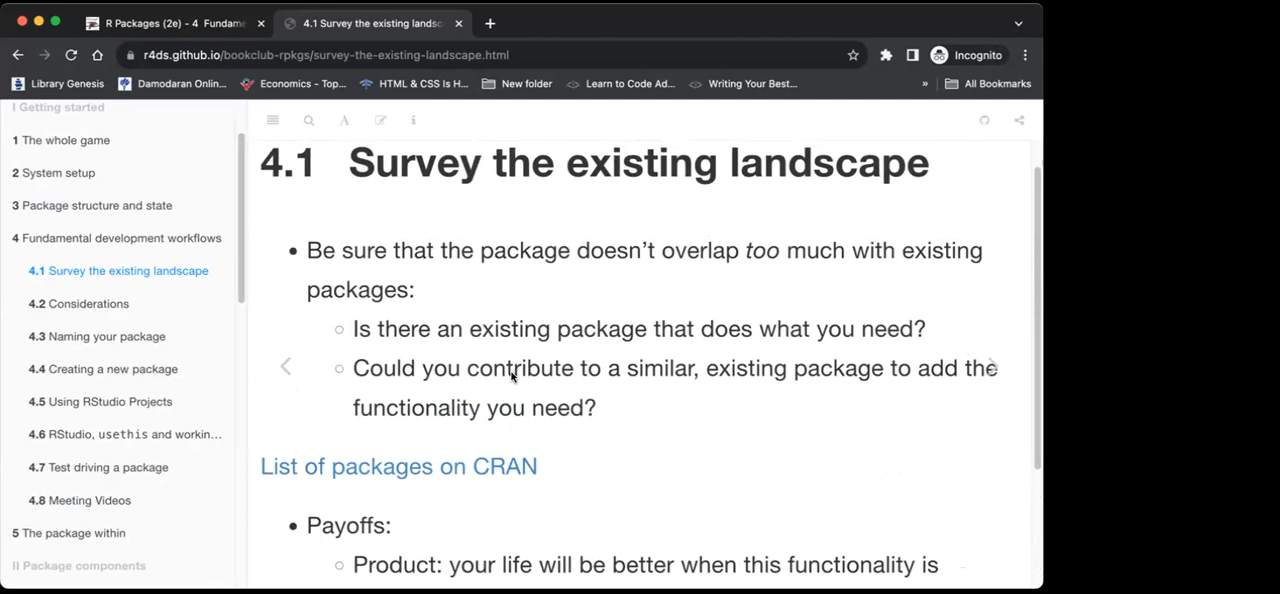 R Packages (2e) - 4 Fundame
4.1 Survey the existing landsc
r4ds.github.io/bookclub-rpkgs/survey-the-existing-landscape.html
Incognito
Library Genesis
Damodaran Onlin...
Economics - Top...
HTML & CSS Is H...
New folder
Learn to Code Ad...
Writing Your Best...
»
All Bookmarks
I Getting started
1 The whole game
2 System setup
3 Package structure and state
4 Fundamental development workflows
4.1 Survey the existing landscape
4.2 Considerations
4.3 Naming your package
4.4 Creating a new package
4.5 Using RStudio Projects
4.6 RStudio, usethis and workin...
4.7 Test driving a package
4.8 Meeting Videos
5 The package within
II Package components
4.1 Survey the existing landscape
• Be sure that the package doesn't overlap too much with existing
packages:
○ Is there an existing package that does what you need?
○ Could you contribute to a similar, existing package to add the
functionality you need?
List of packages on CRAN
• Payoffs:
○ Product: your life will be better when this functionality is